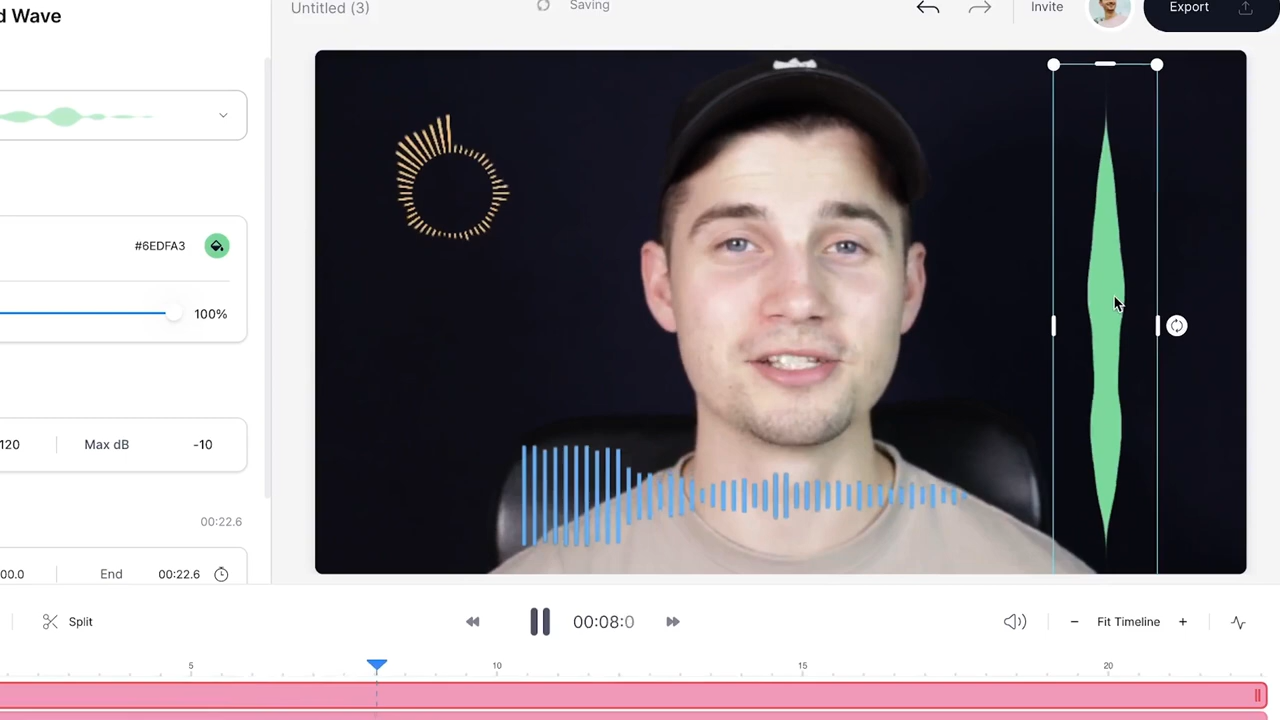 d Wave
Untitled (3)
Saving
Invite
Export
#6EDFA3
100%
120
Max dB
-10
00:22.6
00.0
End
00:22.6
Split
00:08:0
Fit Timeline
5
10
15
20